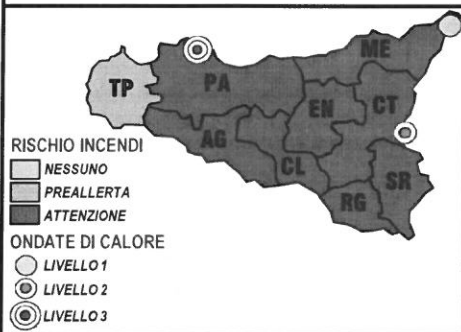 ME
TP
PA
EN
CT
AG
CL
SR
RG
RISCHIO INCENDI
NESSUNO
PREALLERTA
ATTENZIONE
ONDATE DI CALORE
LIVELLO 1
LIVELLO 2
LIVELLO 3